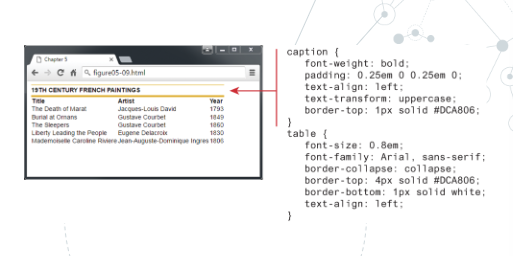 Chapter 5
figure05-09.html
19TH CENTURY FRENCH PAINTINGS
Title Artist Year
The Death of Marat Jacques-Louis David 1793
Burial at Ornans Gustave Courbet 1849
The Sleepers Gustave Courbet 1860
Liberty Leading the People Eugene Delacroix 1830
Mademoiselle Caroline Riviere Jean-Auguste-Dominique Ingres 1806
caption {
font-weight: bold;
padding: 0.25em 0 0.25em 0;
text-align: left;
text-transform: uppercase;
border-top: 1px solid #DCA806;
}
table {
font-size: 0.8em;
font-family: Arial, sans-serif;
border-collapse: collapse;
border-top: 4px solid #DCA806;
border-bottom: 1px solid white;
text-align: left;
}